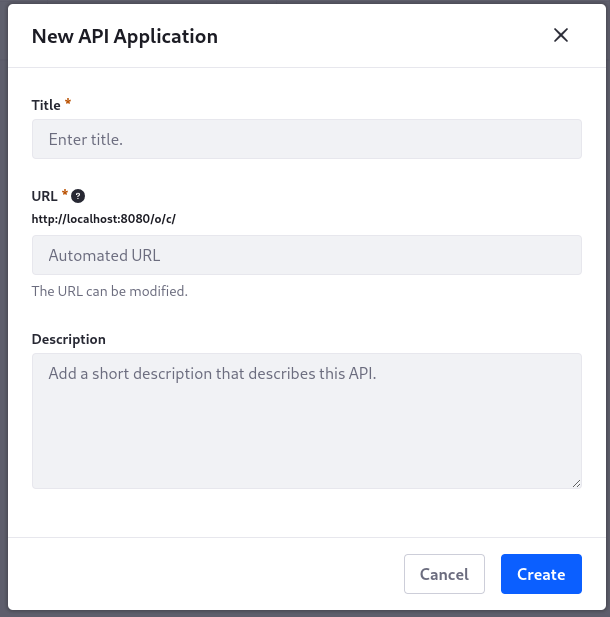 New API Application
Title *
Enter title.
URL * ?
http://localhost:8080/o/c/
Automated URL
The URL can be modified.
Description
Add a short description that describes this API.
Cancel
Create